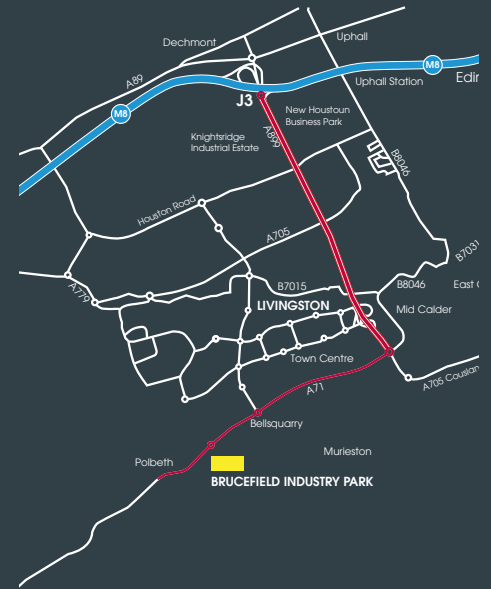 Dechmont
Uphall
M8
Edin
A89
Uphall Station
J3
M8
New Houstoun
Business Park
A899
Knightsridge
Industrial Estate
B8046
Houston Road
A705
B7031
A779
B7015
B8046
East C
LIVINGSTON
Mid Calder
Town Centre
A705 Couslan
A71
Bellsquarry
Murieston
Polbeth
BRUCEFIELD INDUSTRY PARK